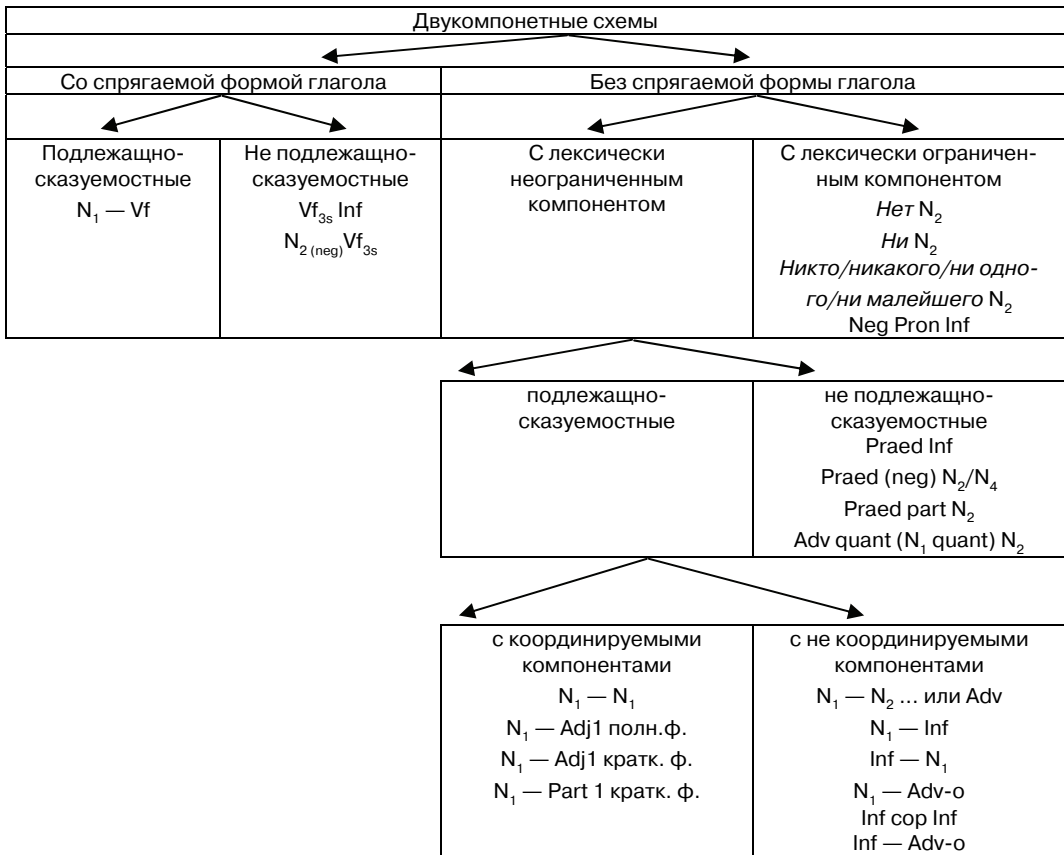 Двукомпонетные схемы
Со спрягаемой формой глагола
Без спрягаемой формы глагола
Подлежащно-
сказуемостные
N₁ — Vf
Не подлежащно-
сказуемостные
Vf₃ₛ Inf
N₂ (neg)Vf₃ₛ
С лексически
неограниченным
компонентом
С лексически ограничен-
ным компонентом
Нет N₂
Ни N₂
Никто/никакого/ни одно-
го/ни малейшего N₂
Neg Pron Inf
подлежащно-
сказуемостные
не подлежащно-
сказуемостные
Praed Inf
Praed (neg) N₂/N₄
Praed part N₂
Adv quant (N₁ quant) N₂
с координируемыми
компонентами
N₁ — N₁
N₁ — Adj1 полн.ф.
N₁ — Adj1 кратк. ф.
N₁ — Part 1 кратк. ф.
с не координируемыми
компонентами
N₁ — N₂ ... или Adv
N₁ — Inf
Inf — N₁
N₁ — Adv-o
Inf cop Inf
Inf — Adv-o